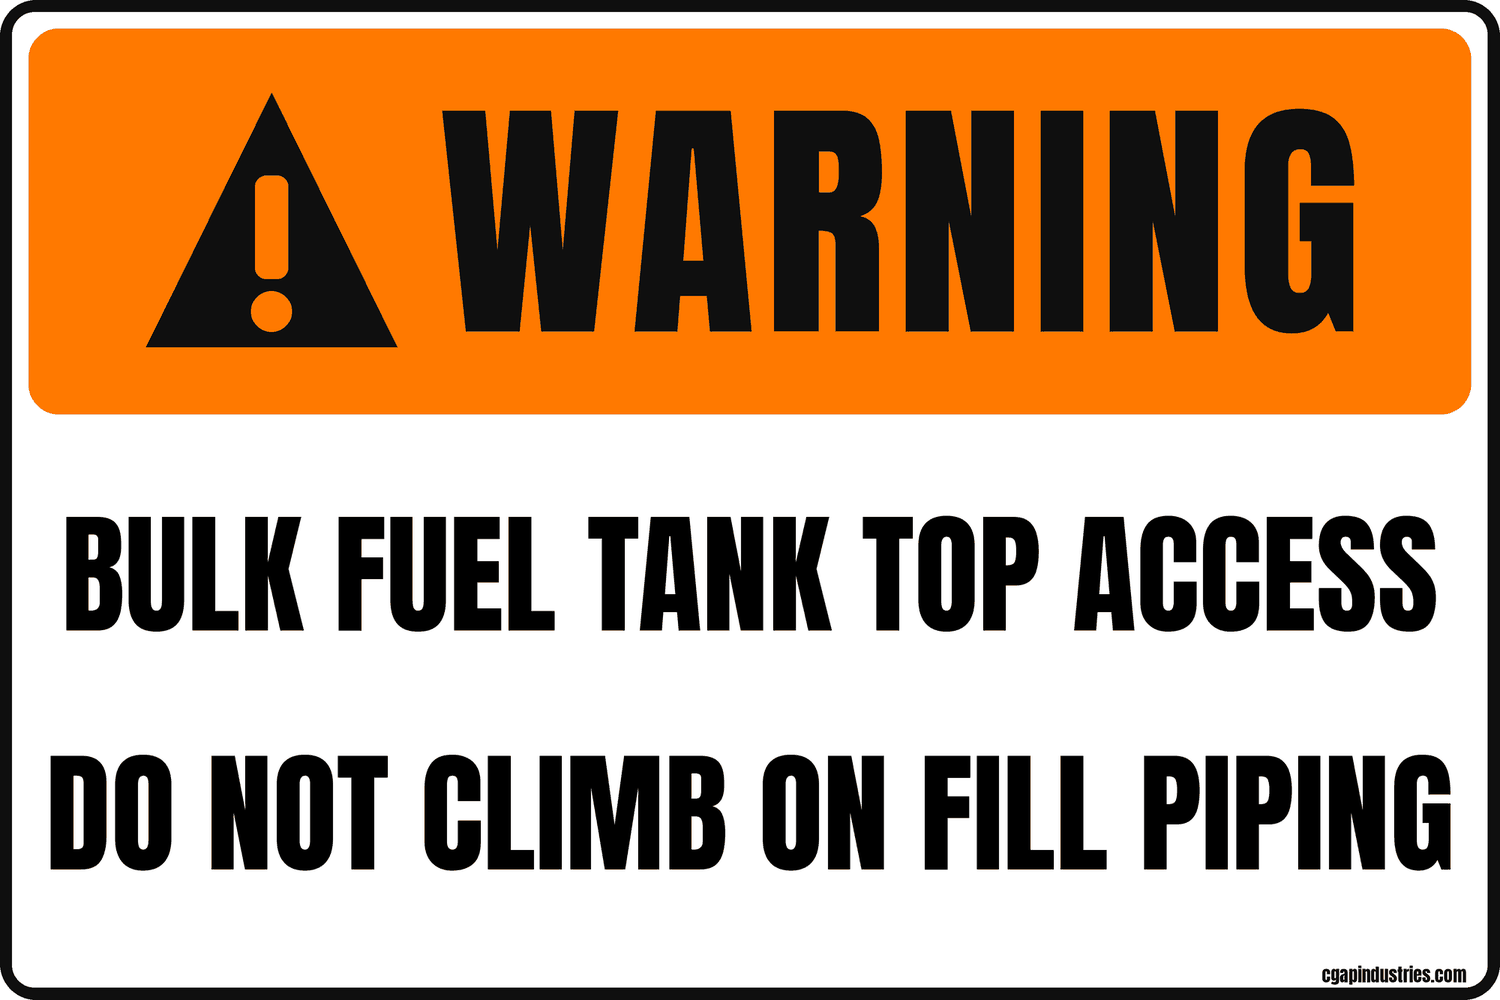 WARNING
BULK FUEL TANK TOP ACCESS
DO NOT CLIMB ON FILL PIPING
cgapindustries.com